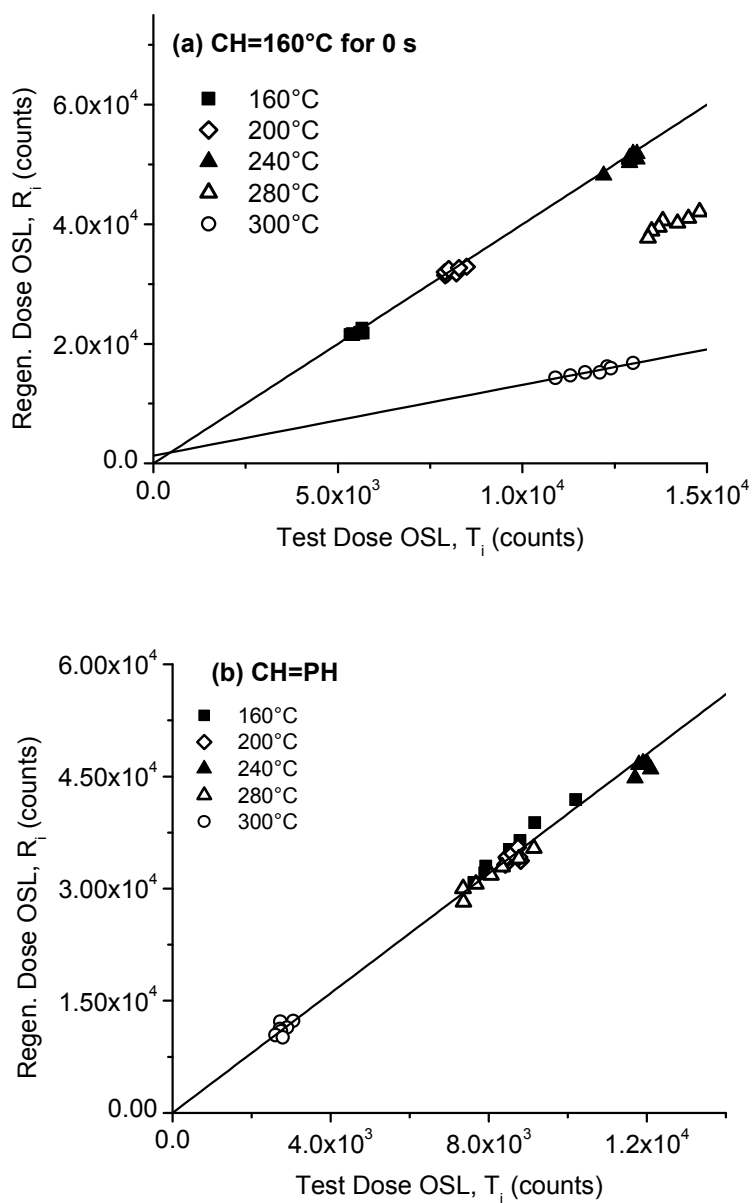 (a) CH=160°C for 0 s
160°C
200°C
240°C
280°C
300°C
6.0x10⁴
4.0x10⁴
2.0x10⁴
0.0
Regen. Dose OSL, Rᵢ (counts)
0.0
5.0x10³
1.0x10⁴
1.5x10⁴
Test Dose OSL, Tᵢ (counts)
(b) CH=PH
160°C
200°C
240°C
280°C
300°C
6.00x10⁴
4.50x10⁴
3.00x10⁴
1.50x10⁴
0.00
Regen. Dose OSL, Rᵢ (counts)
0.0
4.0x10³
8.0x10³
1.2x10⁴
Test Dose OSL, Tᵢ (counts)